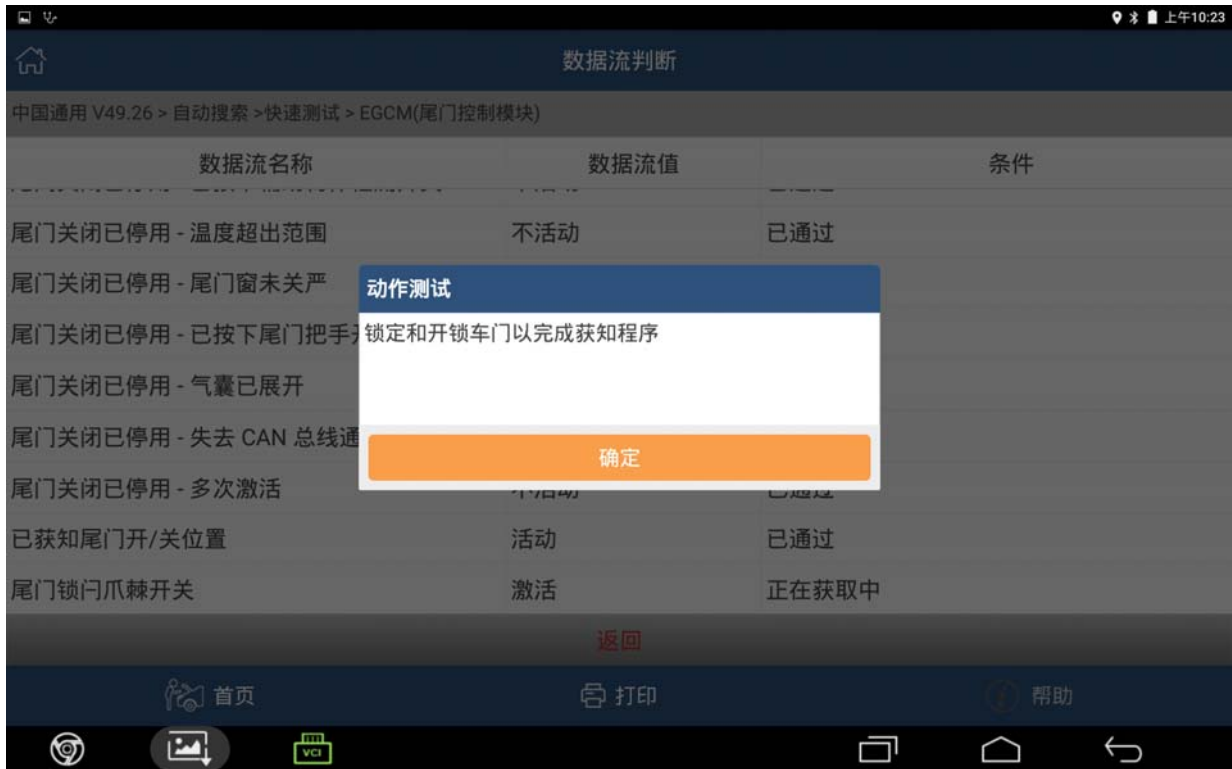 上午10:23
数据流判断
中国通用 V49.26 > 自动搜索 >快速测试 > EGCM(尾门控制模块)
数据流名称 数据流值 条件
尾门关闭已停用 - 温度超出范围 不活动 已通过
尾门关闭已停用 - 尾门窗未关严
动作测试
尾门关闭已停用 - 已按下尾门把手
锁定和开锁车门以完成获知程序
尾门关闭已停用 - 气囊已展开
尾门关闭已停用 - 失去 CAN 总线通
确定
尾门关闭已停用 - 多次激活 不活动 已通过
已获知尾门开/关位置 活动 已通过
尾门锁闩爪棘开关 激活 正在获取中
返回
首页 打印 帮助
VCI